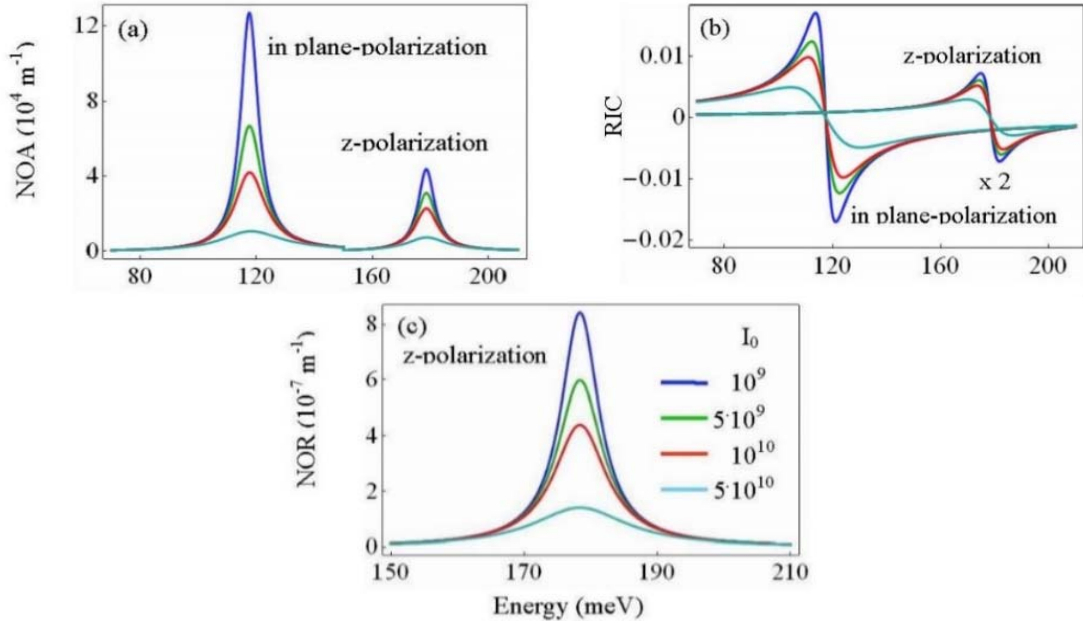 (a)
in plane-polarization
z-polarization
NOA (10⁴ m⁻¹)
12
8
4
0
80
120
160
200
(b)
z-polarization
x 2
in plane-polarization
RIC
0.01
0
−0.01
−0.02
80
120
160
200
(c)
z-polarization
NOR (10⁻⁷ m⁻¹)
8
6
4
2
0
I₀
10⁹
5·10⁹
10¹⁰
5·10¹⁰
150
170
190
210
Energy (meV)